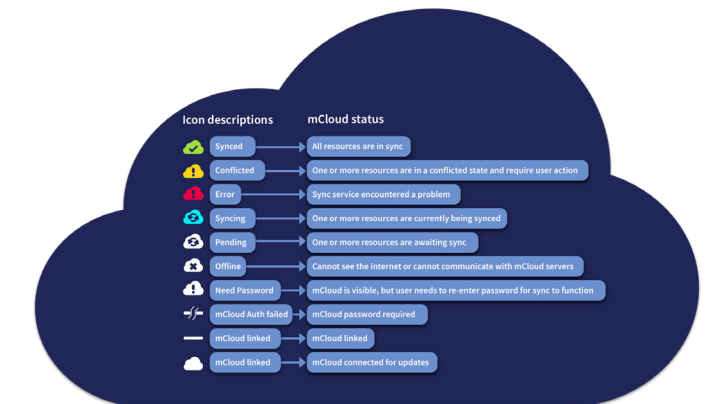 Icon descriptions mCloud status
Synced All resources are in sync
Conflicted One or more resources are in a conflicted state and require user action
Error Sync service encountered a problem
Syncing One or more resources are currently being synced
Pending One or more resources are awaiting sync
Offline Cannot see the internet or cannot communicate with mCloud servers
Need Password mCloud is visible, but user needs to re-enter password for sync to function
mCloud Auth failed mCloud password required
mCloud linked mCloud linked
mCloud linked mCloud connected for updates